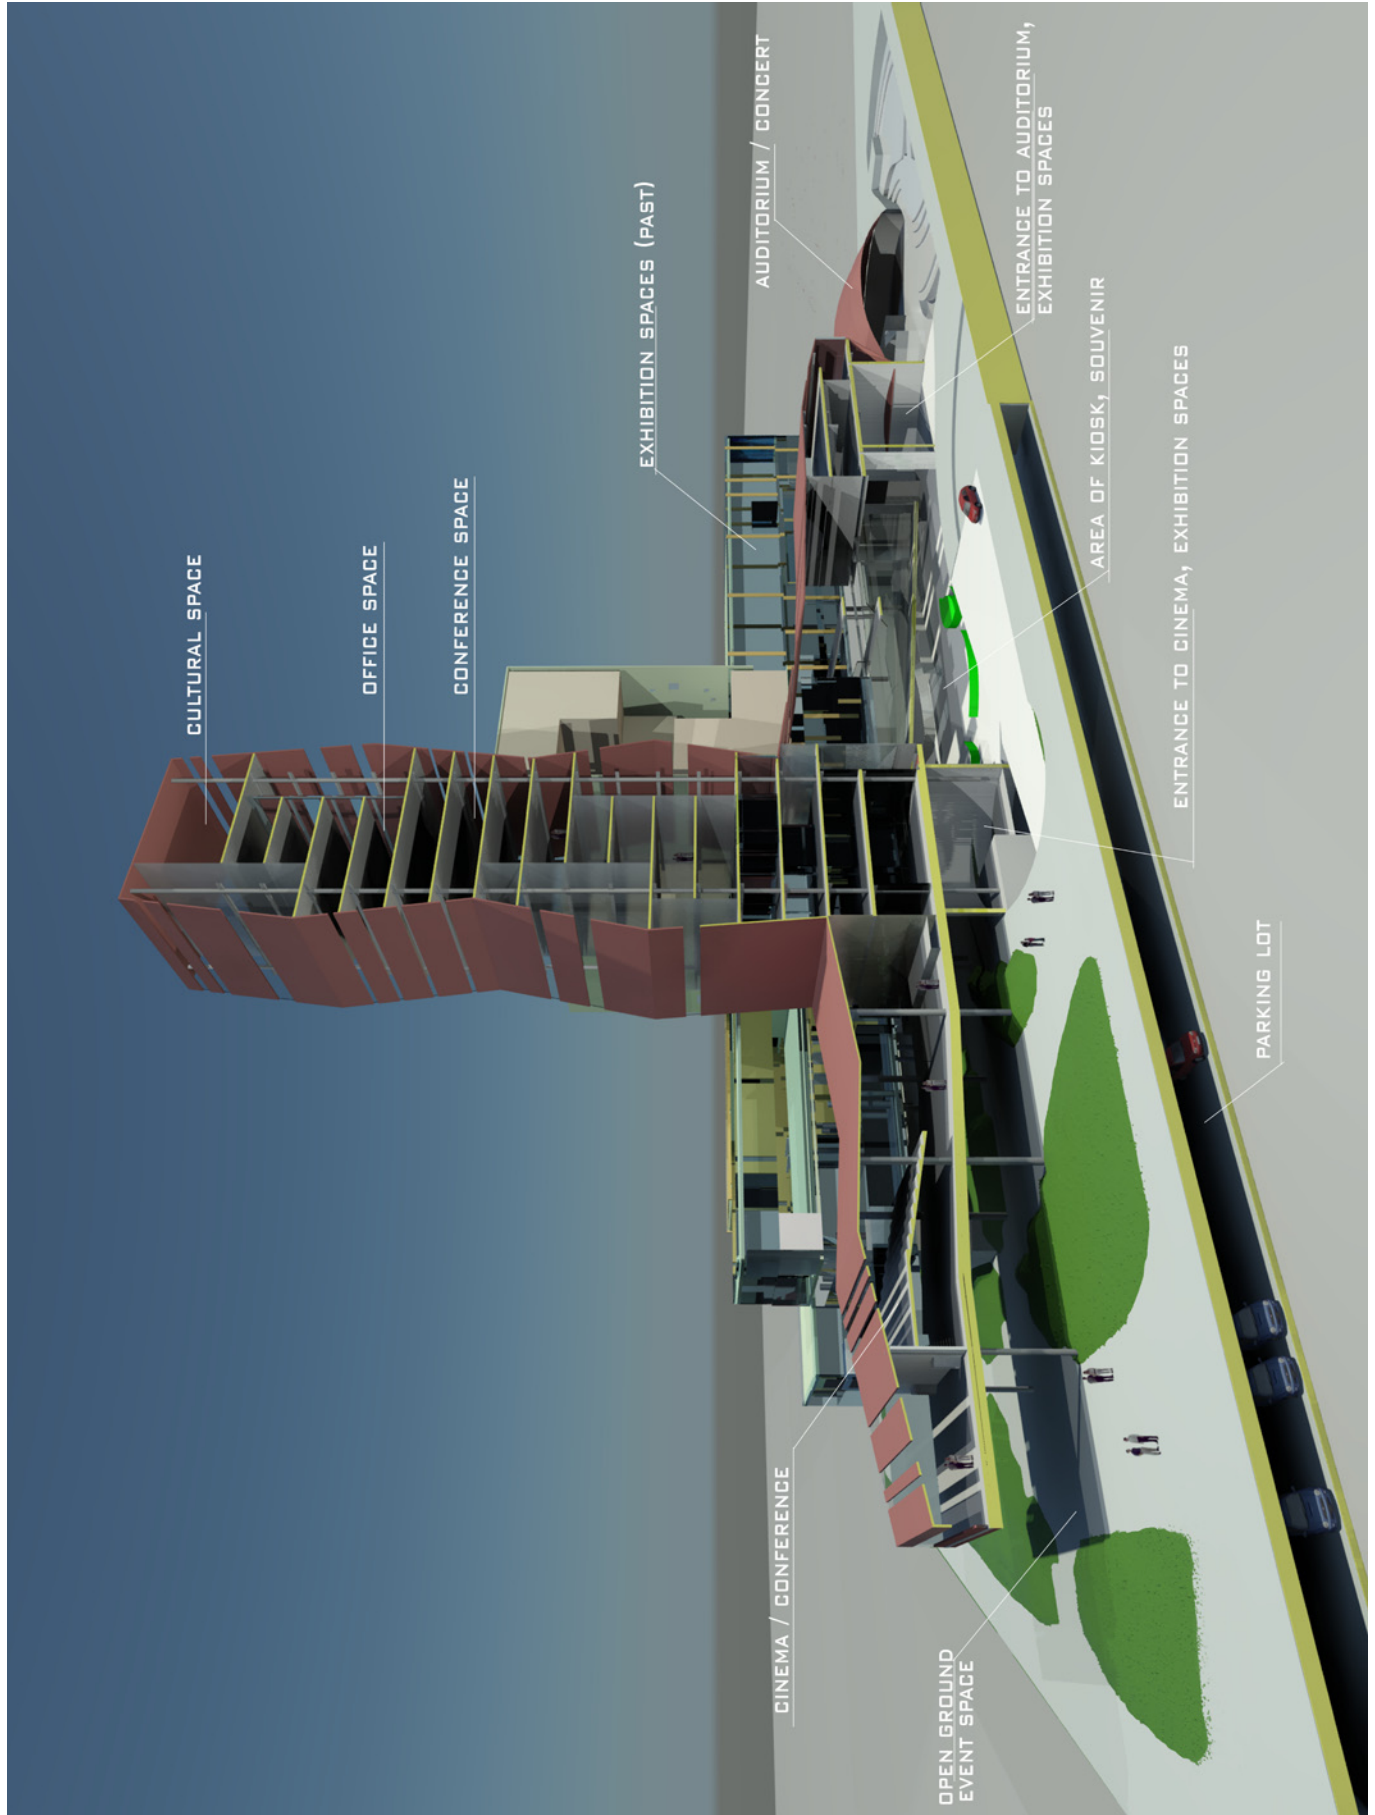 CULTURAL SPACE
OFFICE SPACE
CONFERENCE SPACE
EXHIBITION SPACES (PAST)
AUDITORIUM / CONCERT
CINEMA / CONFERENCE
OPEN GROUND
EVENT SPACE
ENTRANCE TO AUDITORIUM,
EXHIBITION SPACES
AREA OF KIOSK, SOUVENIR
ENTRANCE TO CINEMA, EXHIBITION SPACES
PARKING LOT